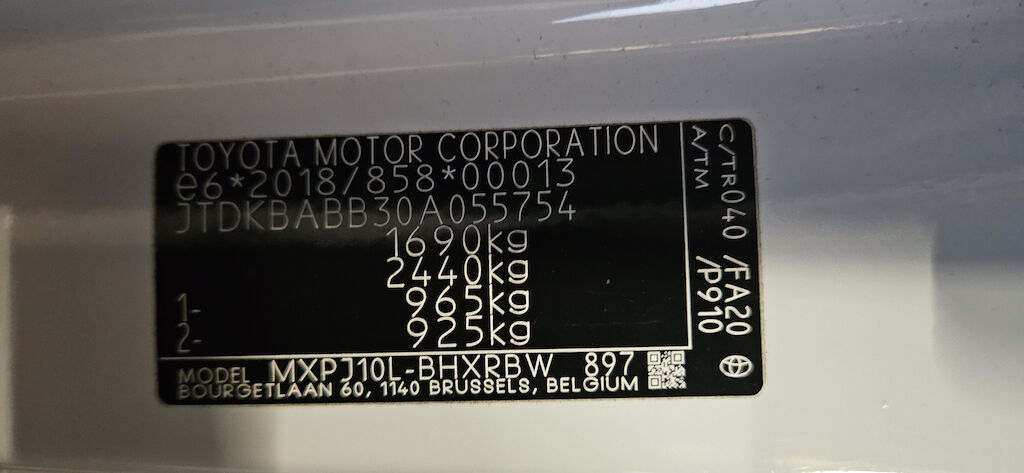 TOYOTA MOTOR CORPORATION
e6*2018/858*00013
JTDKBABB30A055754
1690kg
2440kg
1- 965kg
2- 925kg
MODEL MXPJ10L-BHXRBW 897
BOURGETLAAN 60, 1140 BRUSSELS, BELGIUM
C/TR040 /FA20
A/TM /P910